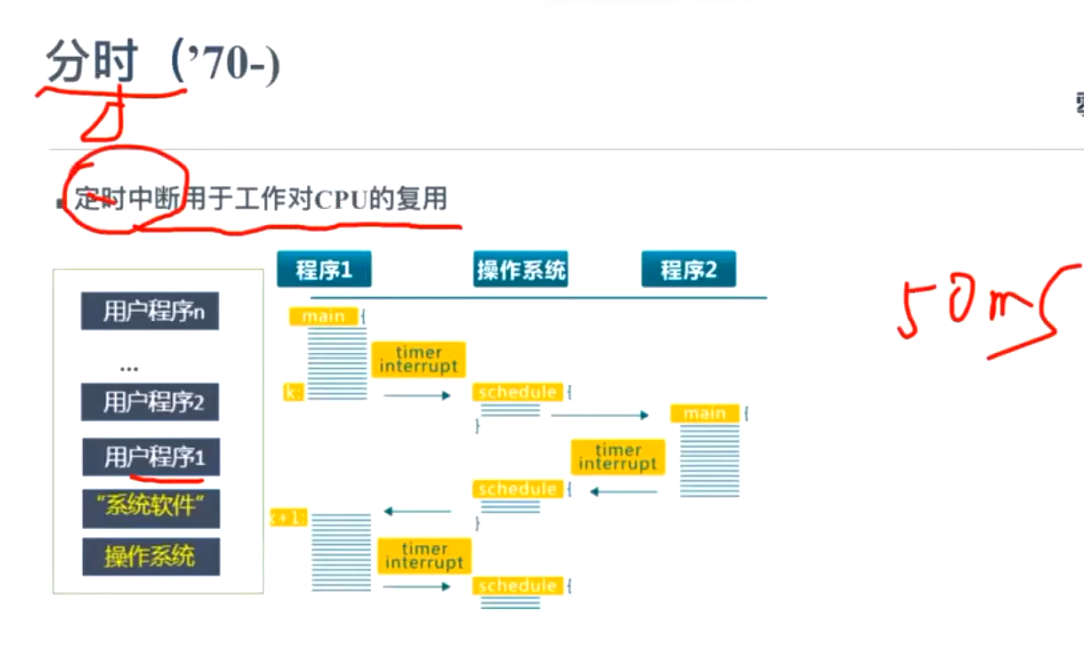 分时（’70-)
定时中断用于工作对CPU的复用
程序1 操作系统 程序2
用户程序n
...
用户程序2
用户程序1
“系统软件”
操作系统
main {
timer
interrupt
k:
schedule {
}
main {
timer
interrupt
schedule {
}
k+1:
timer
interrupt
schedule {
50ms